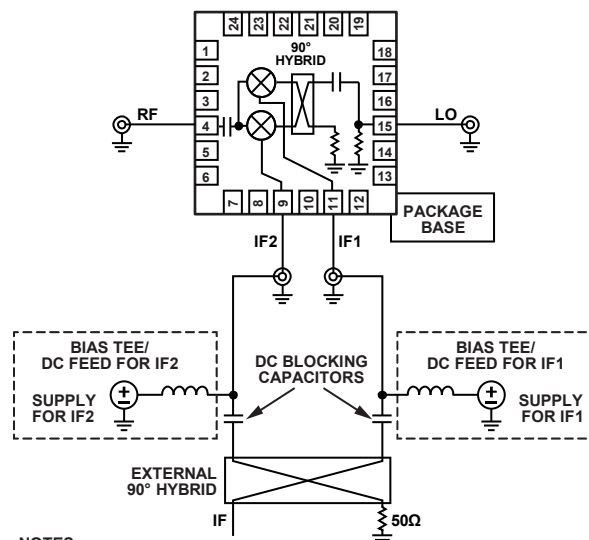 24 23 22 21 20 19
90°
HYBRID
1
2
3
4
5
6
18
17
16
15
14
13
RF
LO
7 8 9 10 11 12
PACKAGE
BASE
IF2
IF1
BIAS TEE/
DC FEED FOR IF2
SUPPLY
FOR IF2
DC BLOCKING
CAPACITORS
BIAS TEE/
DC FEED FOR IF1
SUPPLY
FOR IF1
EXTERNAL
90° HYBRID
IF
50Ω
NOTES